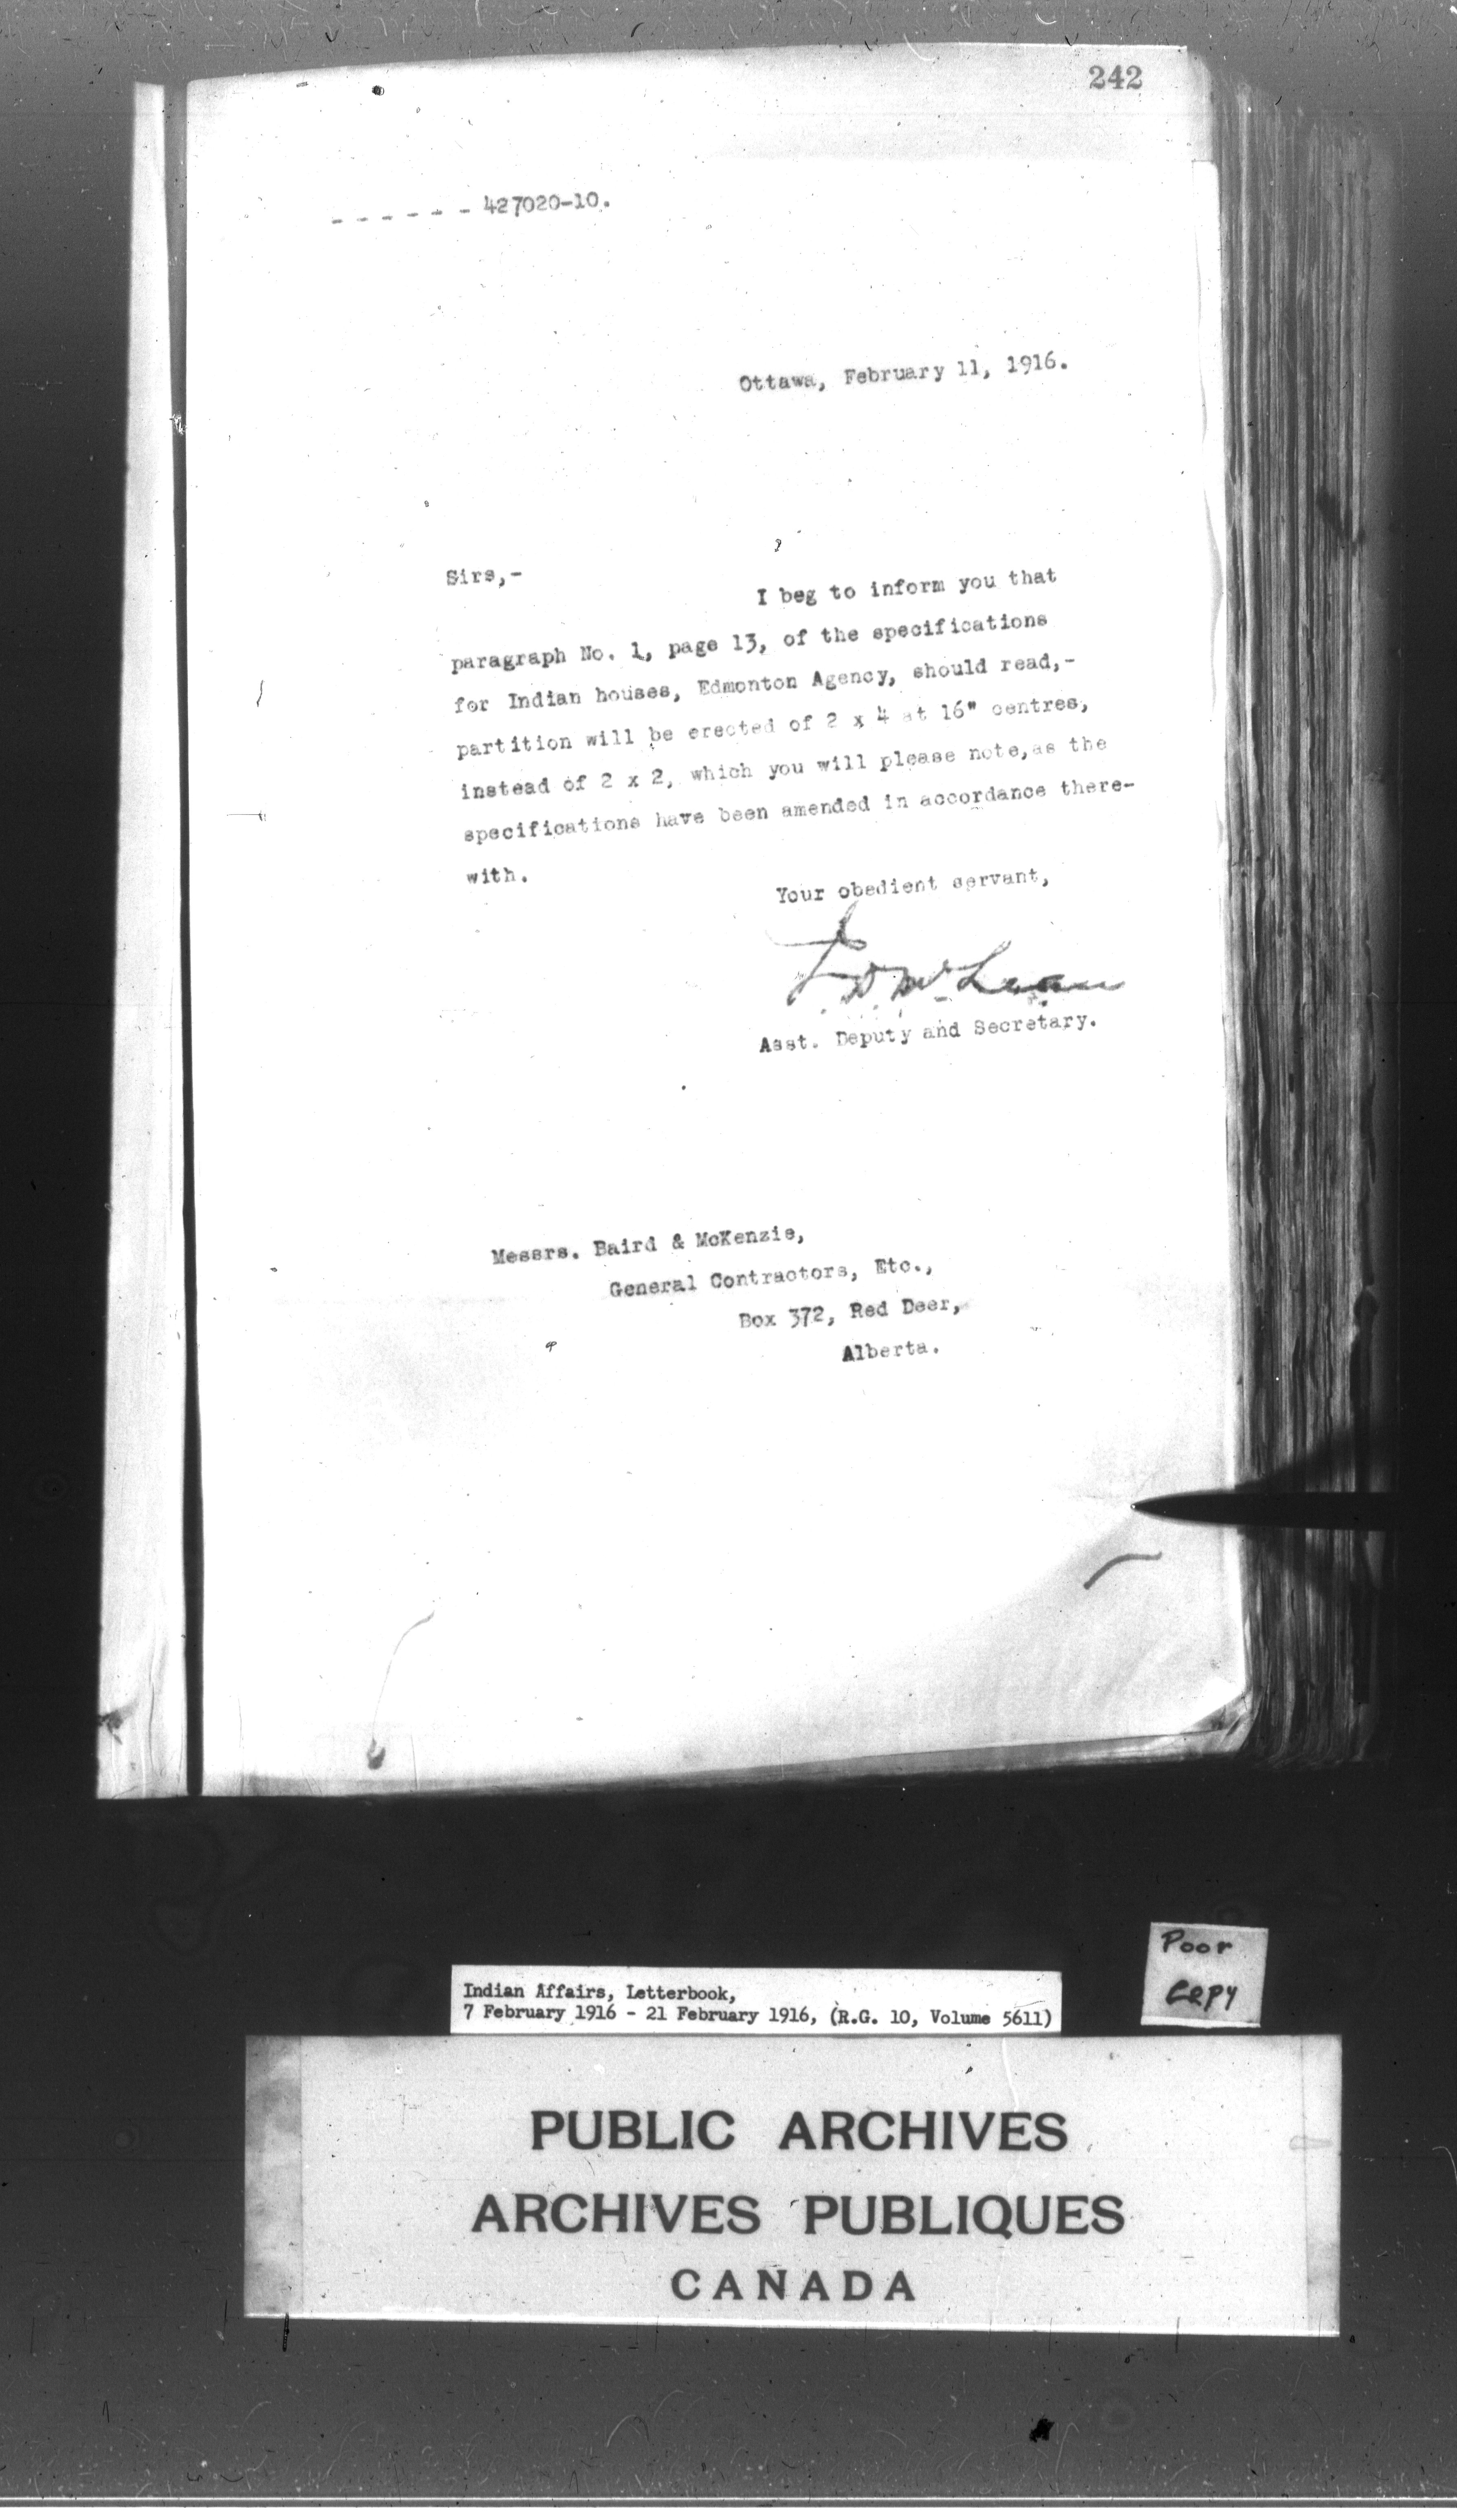 242
- - - - - - 427020-10.
Ottawa, February 11, 1916.
Sirs,-
I beg to inform you that
paragraph No. 1, page 13, of the specifications
for Indian houses, Edmonton Agency, should read,-
partition will be erected of 2 x 4 at 16" centres,
instead of 2 x 2, which you will please note, as the
specifications have been amended in accordance there-
with.
Your obedient servant,
J D McLean
Asst. Deputy and Secretary.
Messrs. Baird & McKenzie,
General Contractors, Etc.,
Box 372, Red Deer,
Alberta.
Poor
Copy
Indian Affairs, Letterbook,
7 February 1916 - 21 February 1916, (R.G. 10, Volume 5611)
PUBLIC ARCHIVES
ARCHIVES PUBLIQUES
CANADA